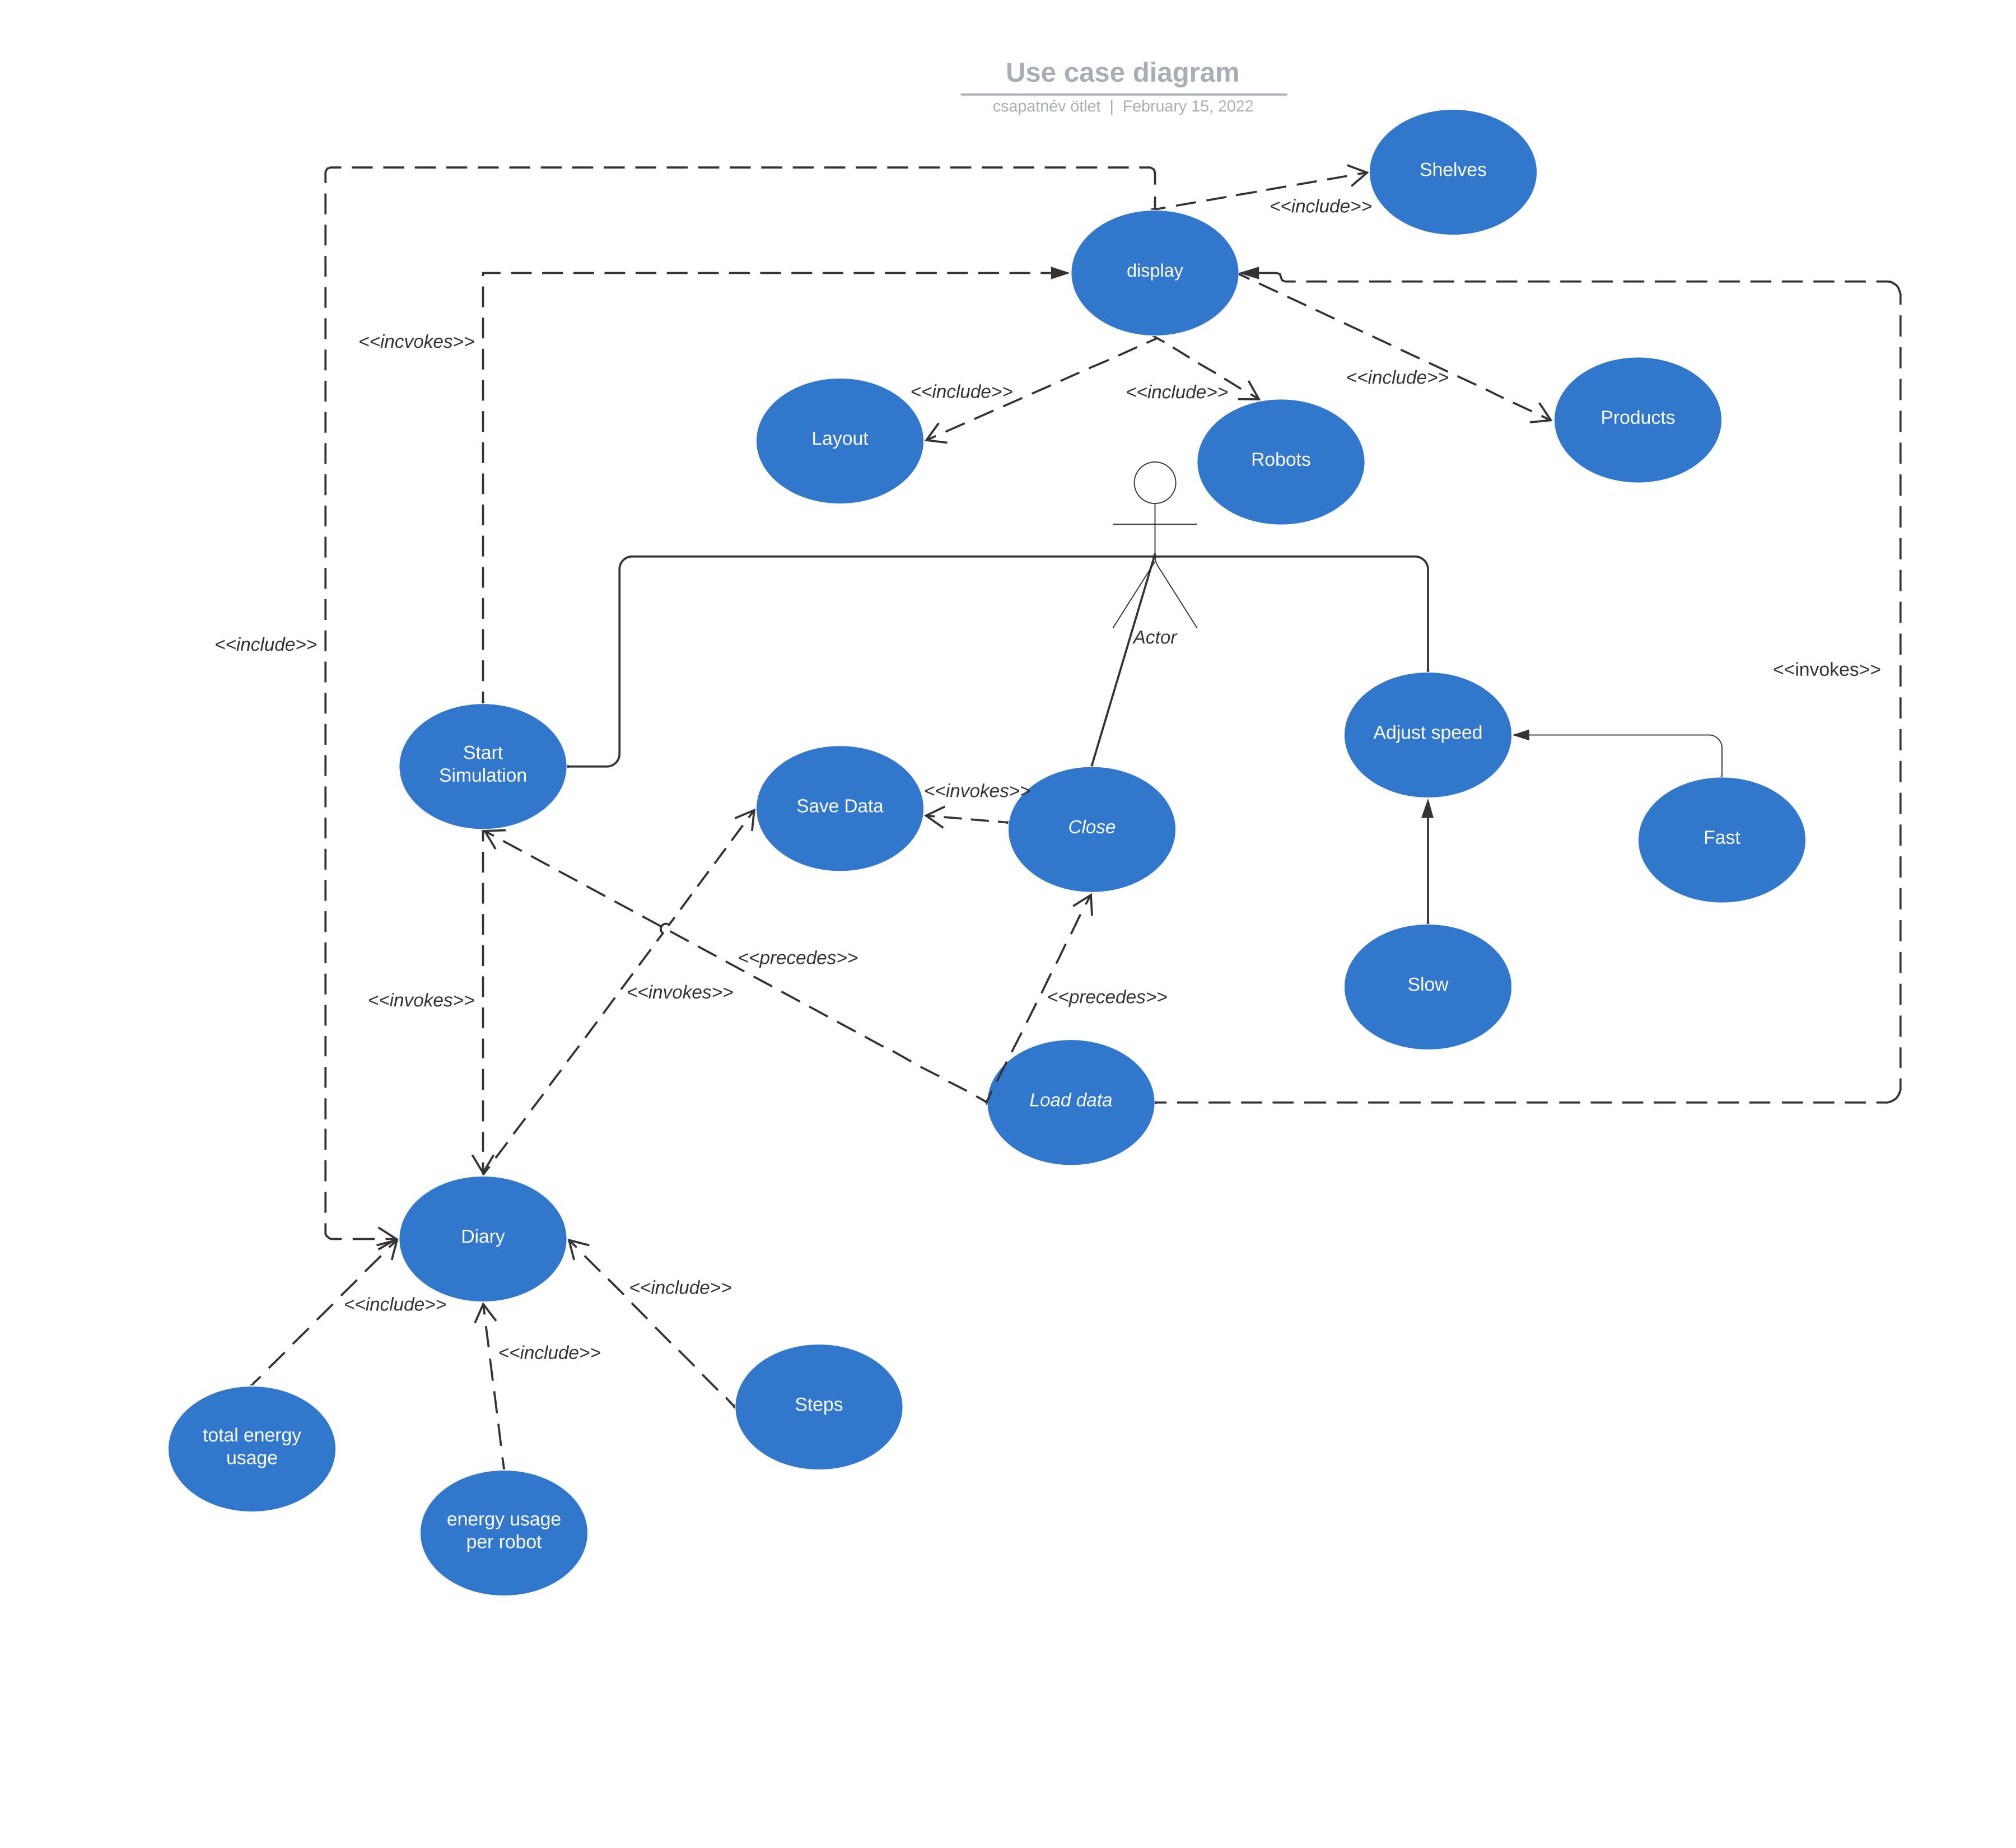 Use case diagram
csapatnév ötlet | February 15, 2022
Shelves
<<include>>
display
<<incvokes>>
<<include>>
<<include>>
<<include>>
Layout
Robots
Products
Actor
<<include>>
<<invokes>>
Start
Simulation
Save Data
<<invokes>>
Close
Adjust speed
Fast
<<precedes>>
<<invokes>>
<<invokes>>
<<precedes>>
Slow
Load data
Diary
<<include>>
<<include>>
<<include>>
Steps
total energy
usage
energy usage
per robot